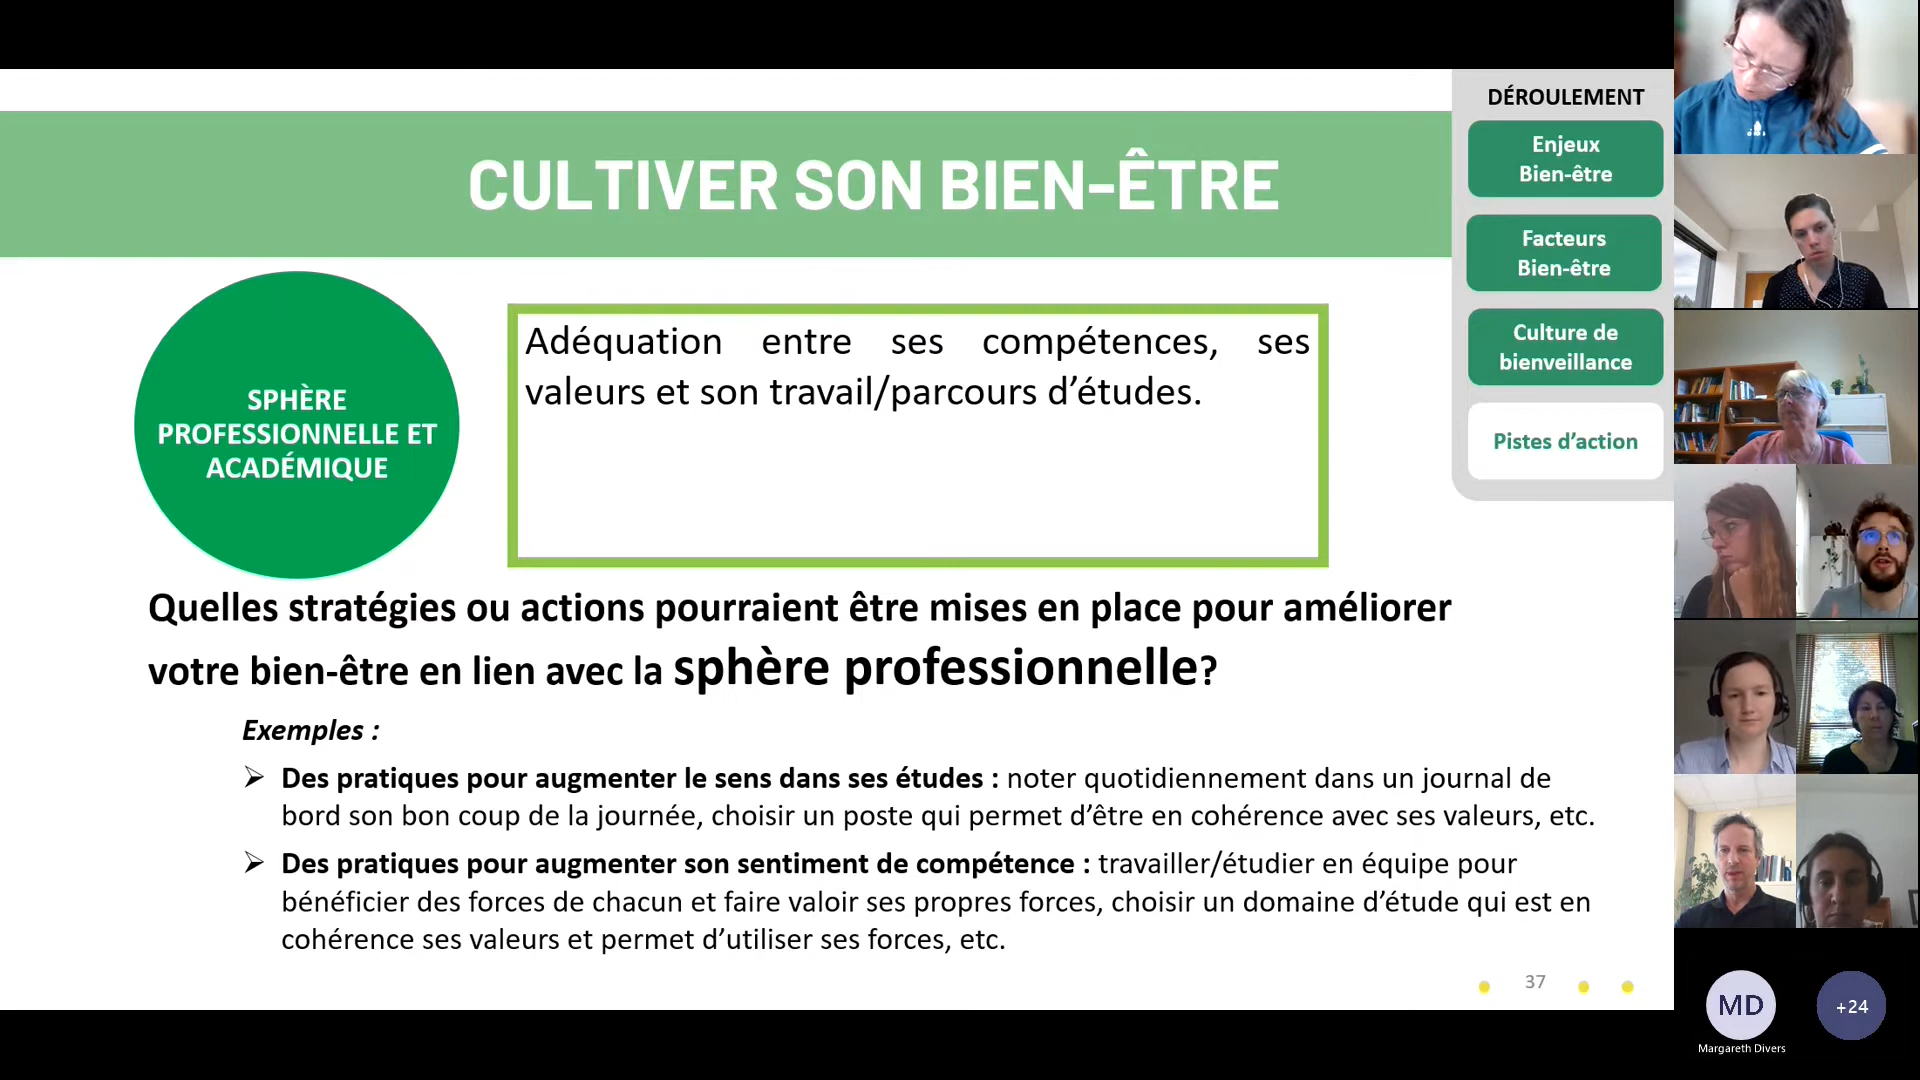 CULTIVER SON BIEN-ÊTRE
DÉROULEMENT
Enjeux
Bien-être
Facteurs
Bien-être
Culture de
bienveillance
Pistes d’action
SPHÈRE
PROFESSIONNELLE ET
ACADÉMIQUE
Adéquation entre ses compétences, ses
valeurs et son travail/parcours d’études.
Quelles stratégies ou actions pourraient être mises en place pour améliorer
votre bien-être en lien avec la sphère professionnelle?
Exemples :
➢ Des pratiques pour augmenter le sens dans ses études : noter quotidiennement dans un journal de
bord son bon coup de la journée, choisir un poste qui permet d’être en cohérence avec ses valeurs, etc.
➢ Des pratiques pour augmenter son sentiment de compétence : travailler/étudier en équipe pour
bénéficier des forces de chacun et faire valoir ses propres forces, choisir un domaine d’étude qui est en
cohérence ses valeurs et permet d’utiliser ses forces, etc.
37
MD
Margareth Divers
+24